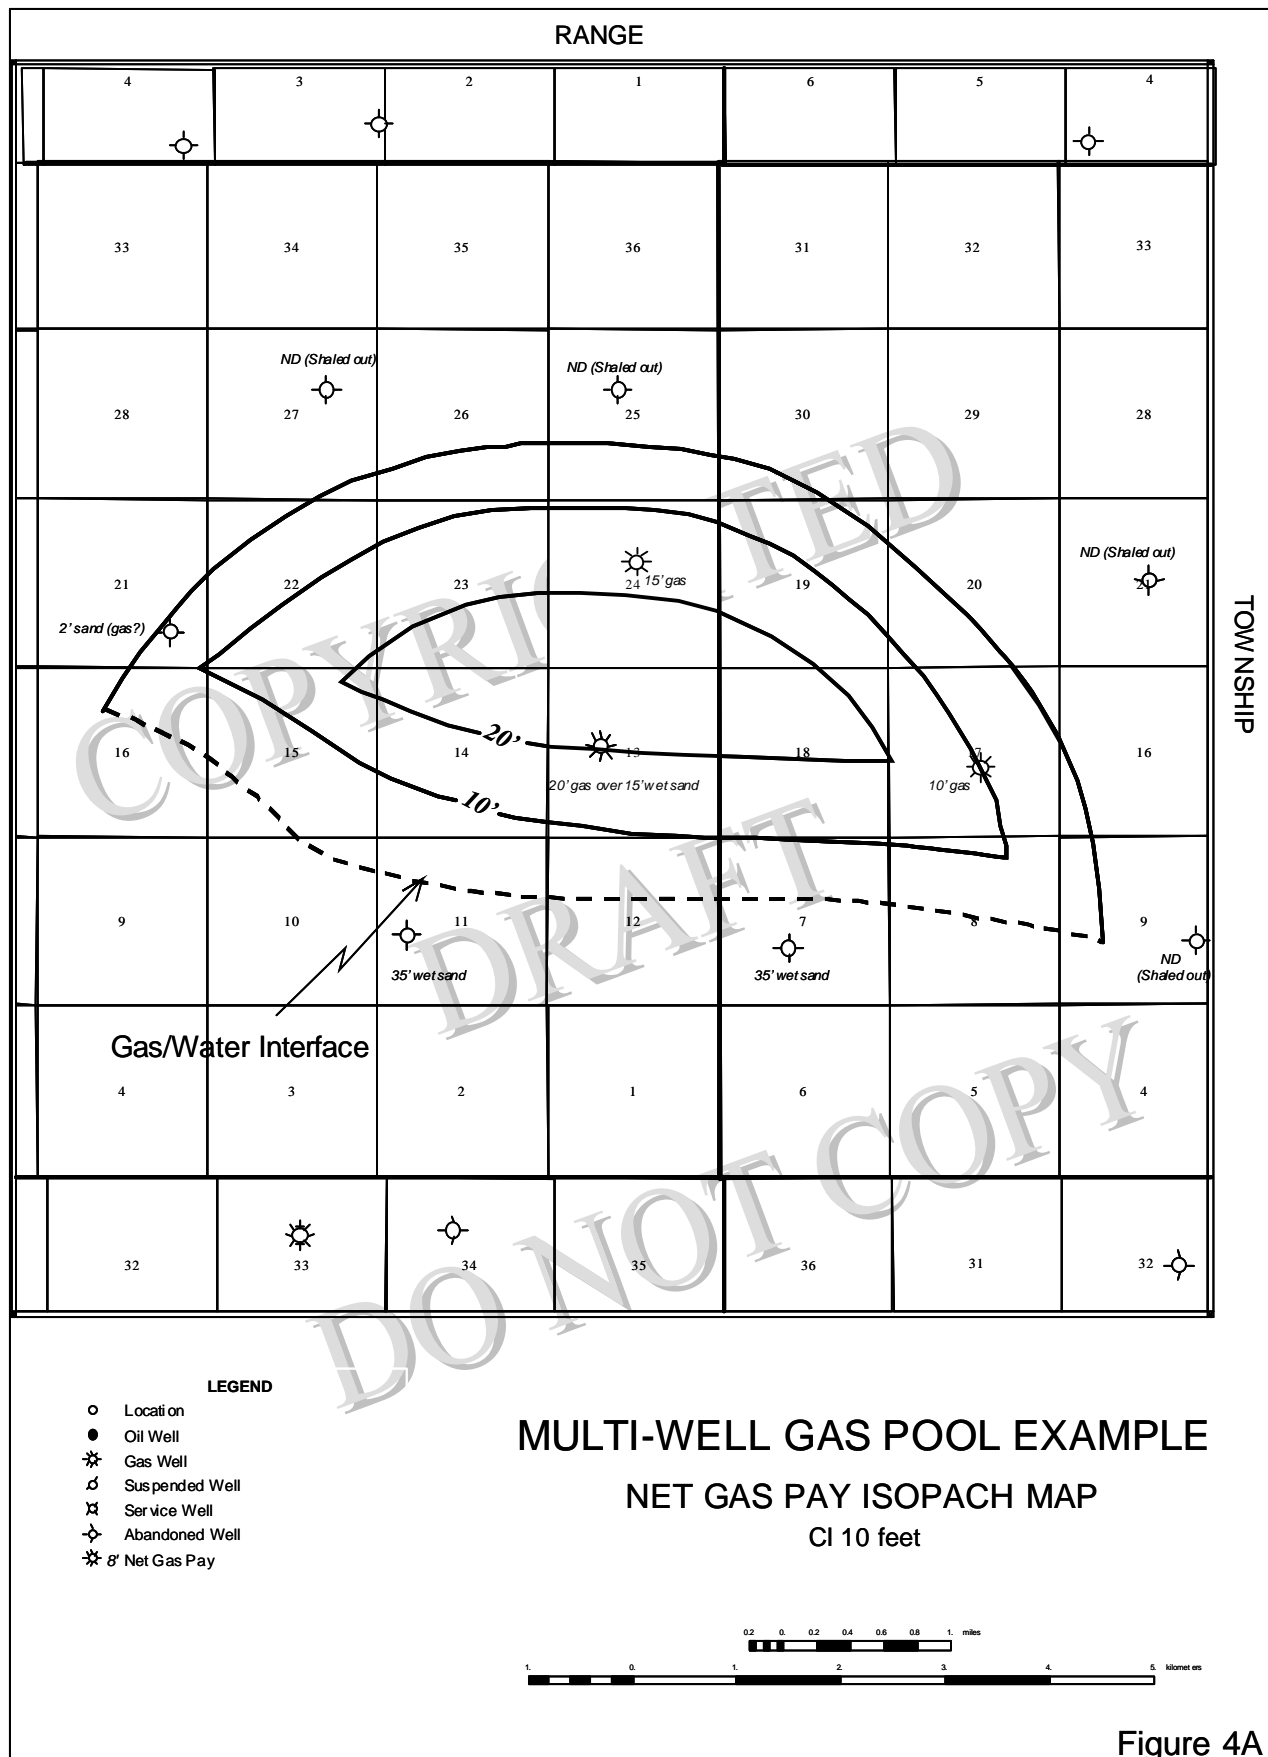 RANGE
4 3 2 1 6 5 4
33 34 35 36 31 32 33
ND (Shaled out)
ND (Shaled out)
28 27 26 25 30 29 28
ND (Shaled out)
21 22 23 24 19 20 21
15' gas
2' sand (gas?)
TOWNSHIP
20'
16 15 14 13 18 17 16
20' gas over 15' wet sand
10' gas
10'
9 10 11 12 7 8 9
35' wet sand
35' wet sand
ND
(Shaled out)
Gas/Water Interface
4 3 2 1 6 5 4
32 33 34 35 36 31 32
COPYRIGHTED
DRAFT
DO NOT COPY
LEGEND
Location
Oil Well
Gas Well
Suspended Well
Service Well
Abandoned Well
8' Net Gas Pay
MULTI-WELL GAS POOL EXAMPLE
NET GAS PAY ISOPACH MAP
CI 10 feet
0.2 0. 0.2 0.4 0.6 0.8 1. miles
1. 0. 1. 2. 3. 4. 5. kilometers
Figure 4A